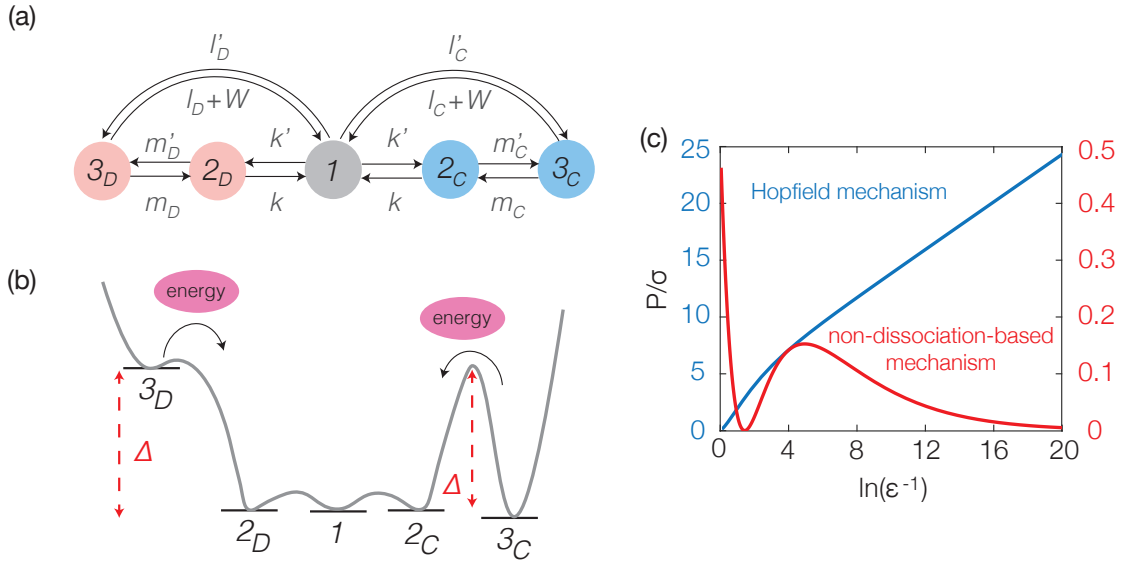 (a)
l'D
l'C
lD + W
lC + W
m'D
k'
k'
m'C
3D
2D
1
2C
3C
mD
k
k
mC
(b)
energy
energy
3D
Δ
Δ
2D
1
2C
3C
(c)
25
20
15
10
5
0
P/σ
Hopfield mechanism
non-dissociation-based
mechanism
0.5
0.4
0.3
0.2
0.1
0
0
4
8
12
16
20
ln(ε⁻¹)